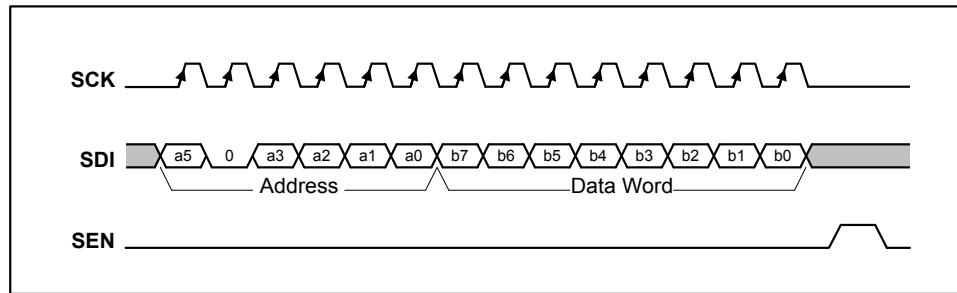 SCK
SDI a5 0 a3 a2 a1 a0 b7 b6 b5 b4 b3 b2 b1 b0
Address Data Word
SEN